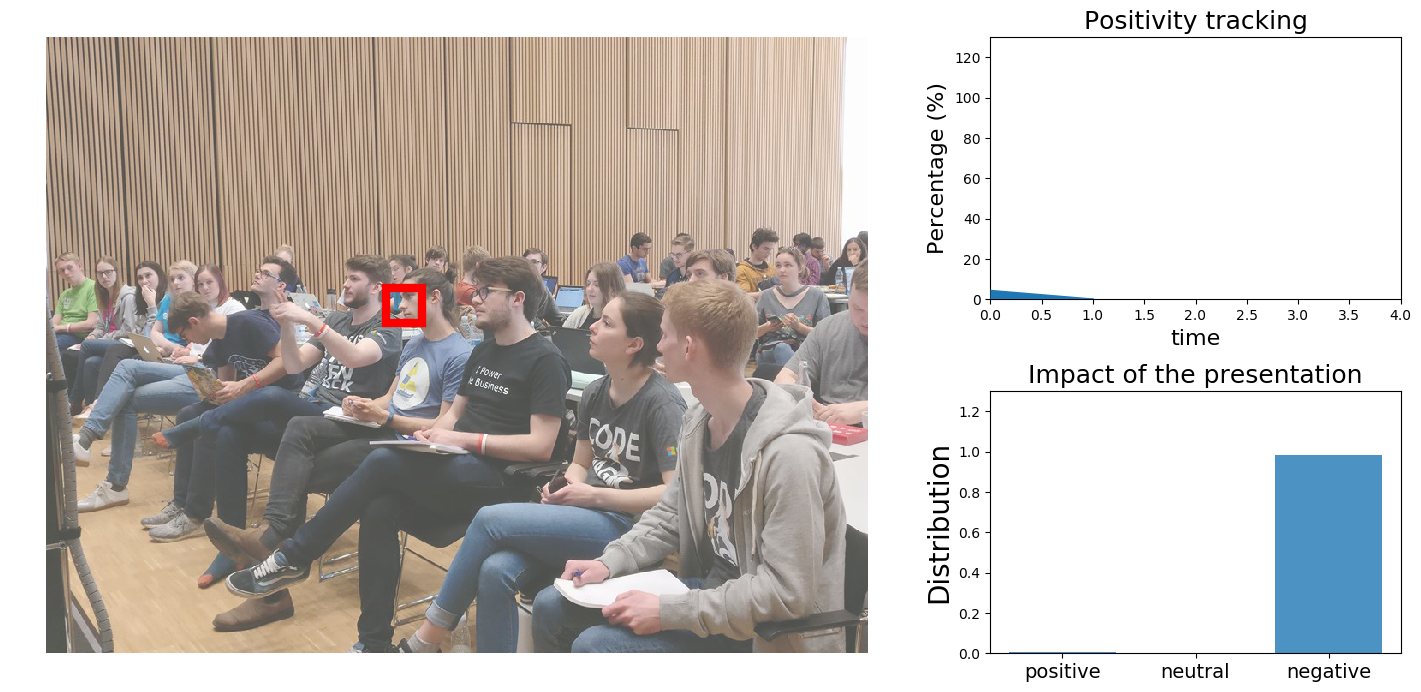 Positivity tracking
120
100
80
60
40
20
0
Percentage (%)
0.0 0.5 1.0 1.5 2.0 2.5 3.0 3.5 4.0
time
Impact of the presentation
1.2
1.0
0.8
0.6
0.4
0.2
0.0
Distribution
positive neutral negative
I Power
Business
CODE